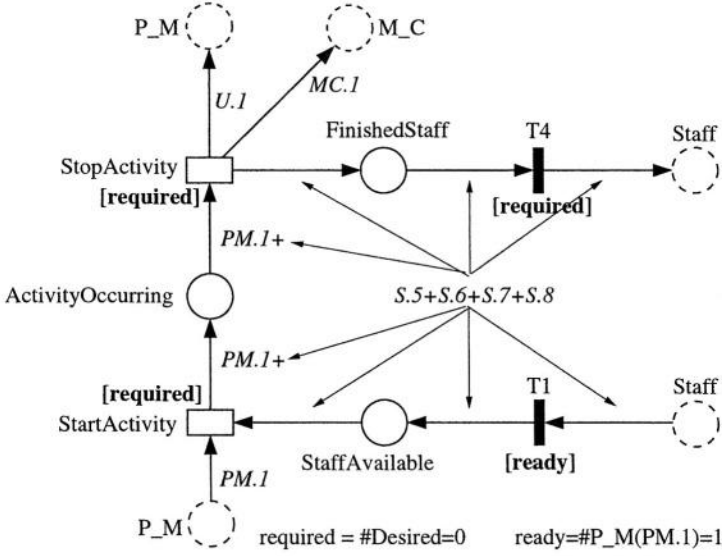 P_M
M_C
U.1
MC.1
FinishedStaff
T4
Staff
StopActivity
[required]
[required]
PM.1+
ActivityOccurring
S.5+S.6+S.7+S.8
PM.1+
[required]
T1
Staff
StartActivity
StaffAvailable
[ready]
PM.1
P_M
required = #Desired=0
ready=#P_M(PM.1)=1